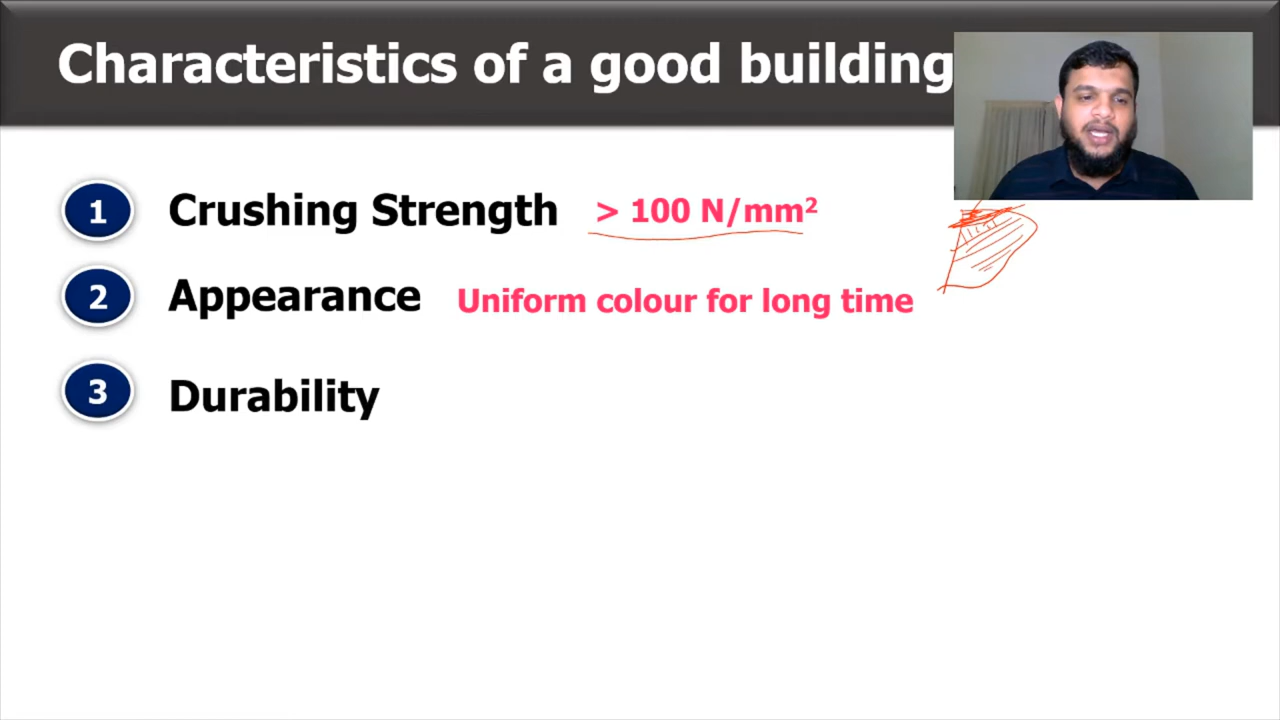 Characteristics of a good building
1 Crushing Strength > 100 N/mm²
2 Appearance Uniform colour for long time
3 Durability